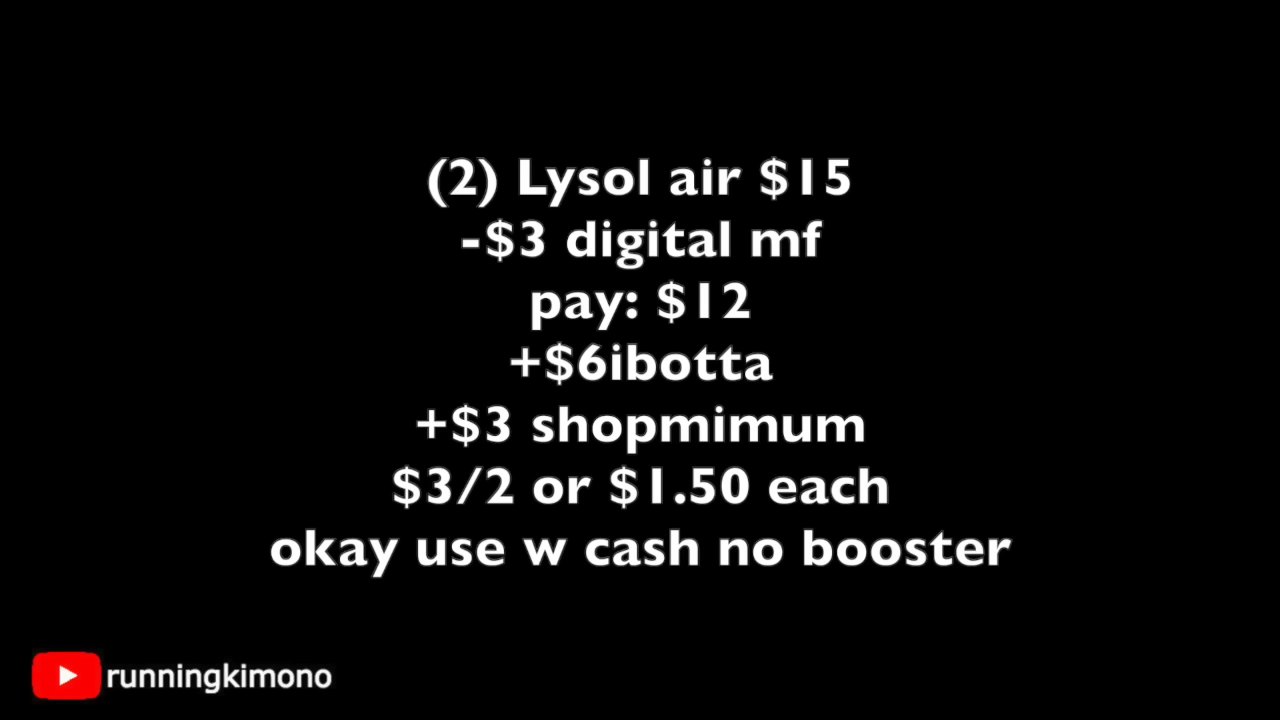 (2) Lysol air $15
-$3 digital mf
pay: $12
+$6ibotta
+$3 shopmimum
$3/2 or $1.50 each
okay use w cash no booster
runningkimono